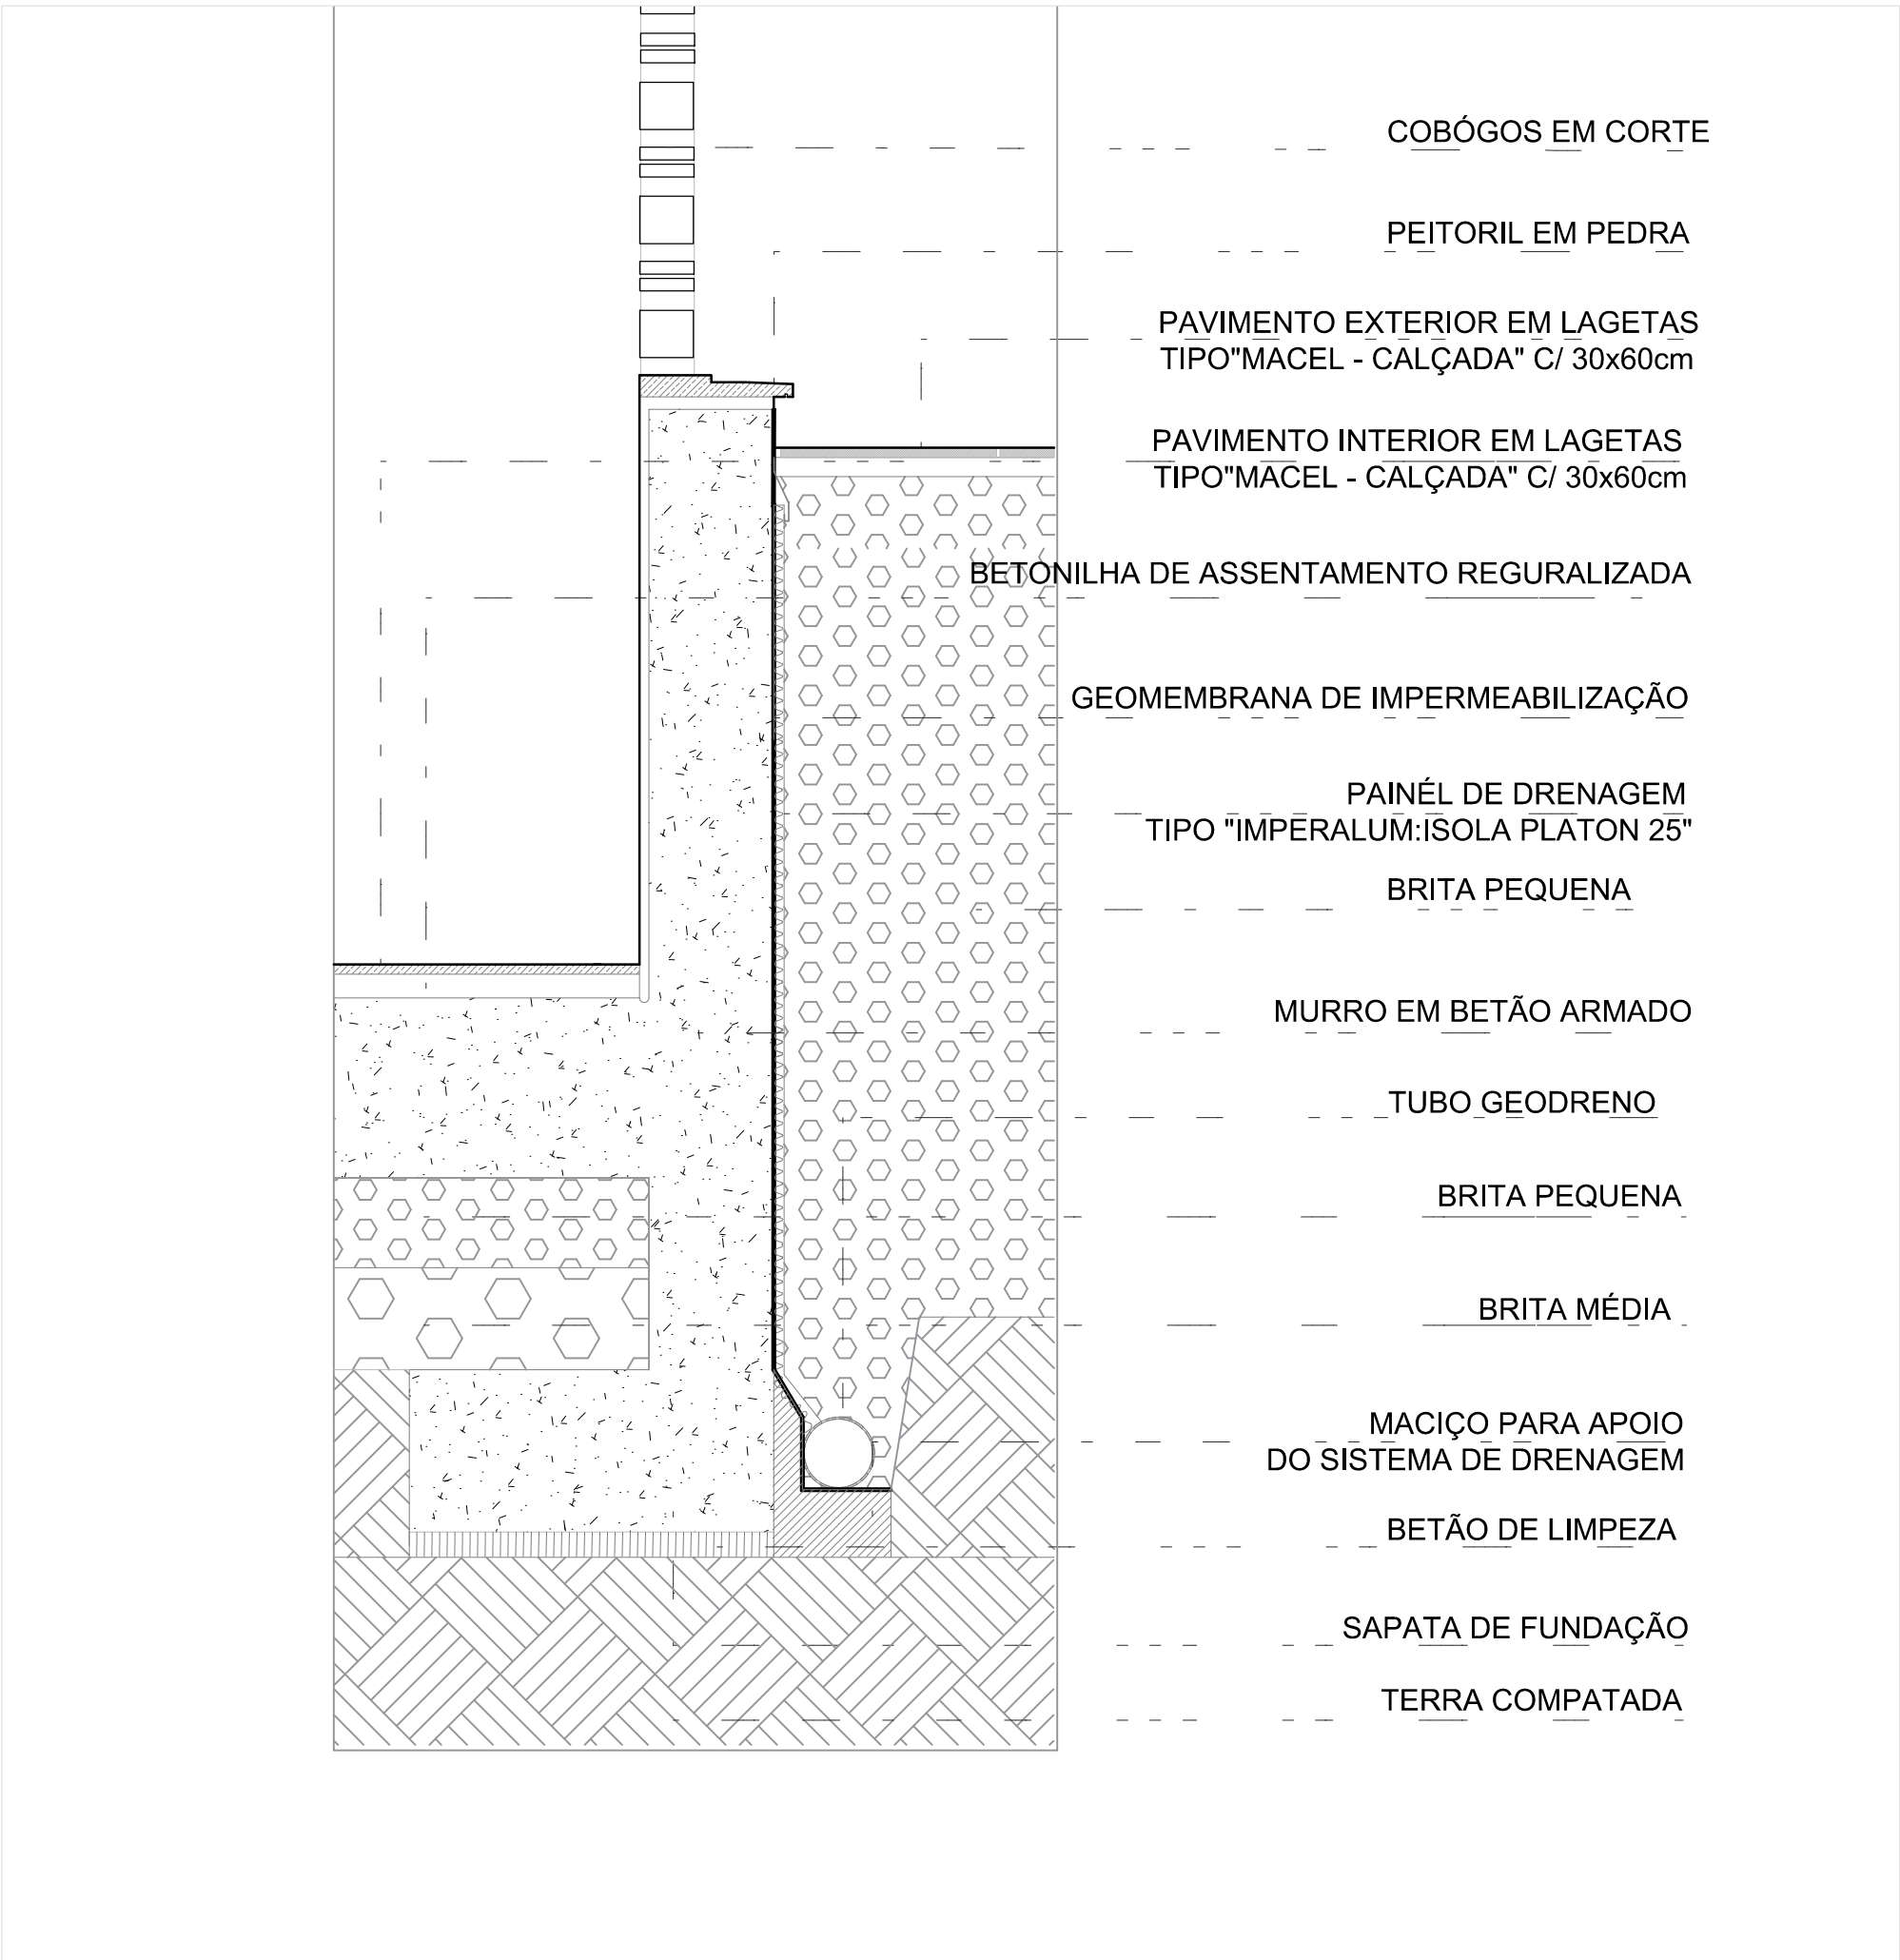 COBÓGOS EM CORTE
PEITORIL EM PEDRA
PAVIMENTO EXTERIOR EM LAGETAS
TIPO"MACEL - CALÇADA" C/ 30x60cm
PAVIMENTO INTERIOR EM LAGETAS
TIPO"MACEL - CALÇADA" C/ 30x60cm
BETONILHA DE ASSENTAMENTO REGURALIZADA
GEOMEMBRANA DE IMPERMEABILIZAÇÃO
PAINÉL DE DRENAGEM
TIPO "IMPERALUM:ISOLA PLATON 25"
BRITA PEQUENA
MURRO EM BETÃO ARMADO
TUBO GEODRENO
BRITA PEQUENA
BRITA MÉDIA
MACIÇO PARA APOIO
DO SISTEMA DE DRENAGEM
BETÃO DE LIMPEZA
SAPATA DE FUNDAÇÃO
TERRA COMPATADA